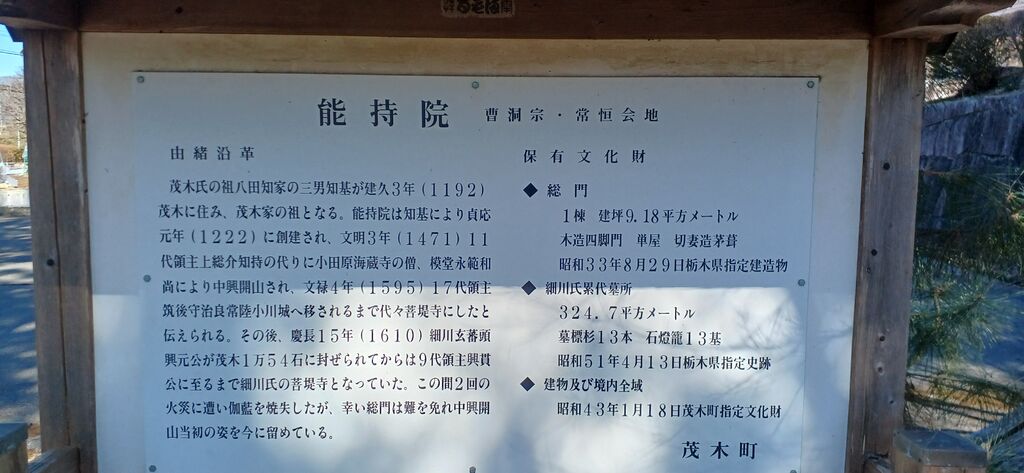 能持院 曹洞宗・常恒会地
由緒沿革
茂木氏の祖八田知家の三男知基が建久3年(1192)
茂木に住み、茂木家の祖となる。能持院は知基により貞応
元年(1222)に創建され、文明3年(1471)11
代領主上総介知持の代りに小田原海蔵寺の僧、模堂永範和
尚により中興開山され、文禄4年(1595)17代領主
筑後守治良常陸小川城へ移されるまで代々菩堤寺にしたと
伝えられる。その後、慶長15年(1610)細川玄蕃頭
興元公が茂木1万54石に封ぜられてからは9代領主興貫
公に至るまで細川氏の菩堤寺となっていた。この間2回の
火災に遭い伽藍を焼失したが、幸い総門は難を免れ中興開
山当初の姿を今に留めている。
保有文化財
◆ 総門
1棟 建坪9.18平方メートル
木造四脚門 単屋 切妻造茅葺
昭和33年8月29日栃木県指定建造物
◆ 細川氏累代墓所
324.7平方メートル
墓標杉13本 石燈籠13基
昭和51年4月13日栃木県指定史跡
◆ 建物及び境内全域
昭和43年1月18日茂木町指定文化財
茂木町